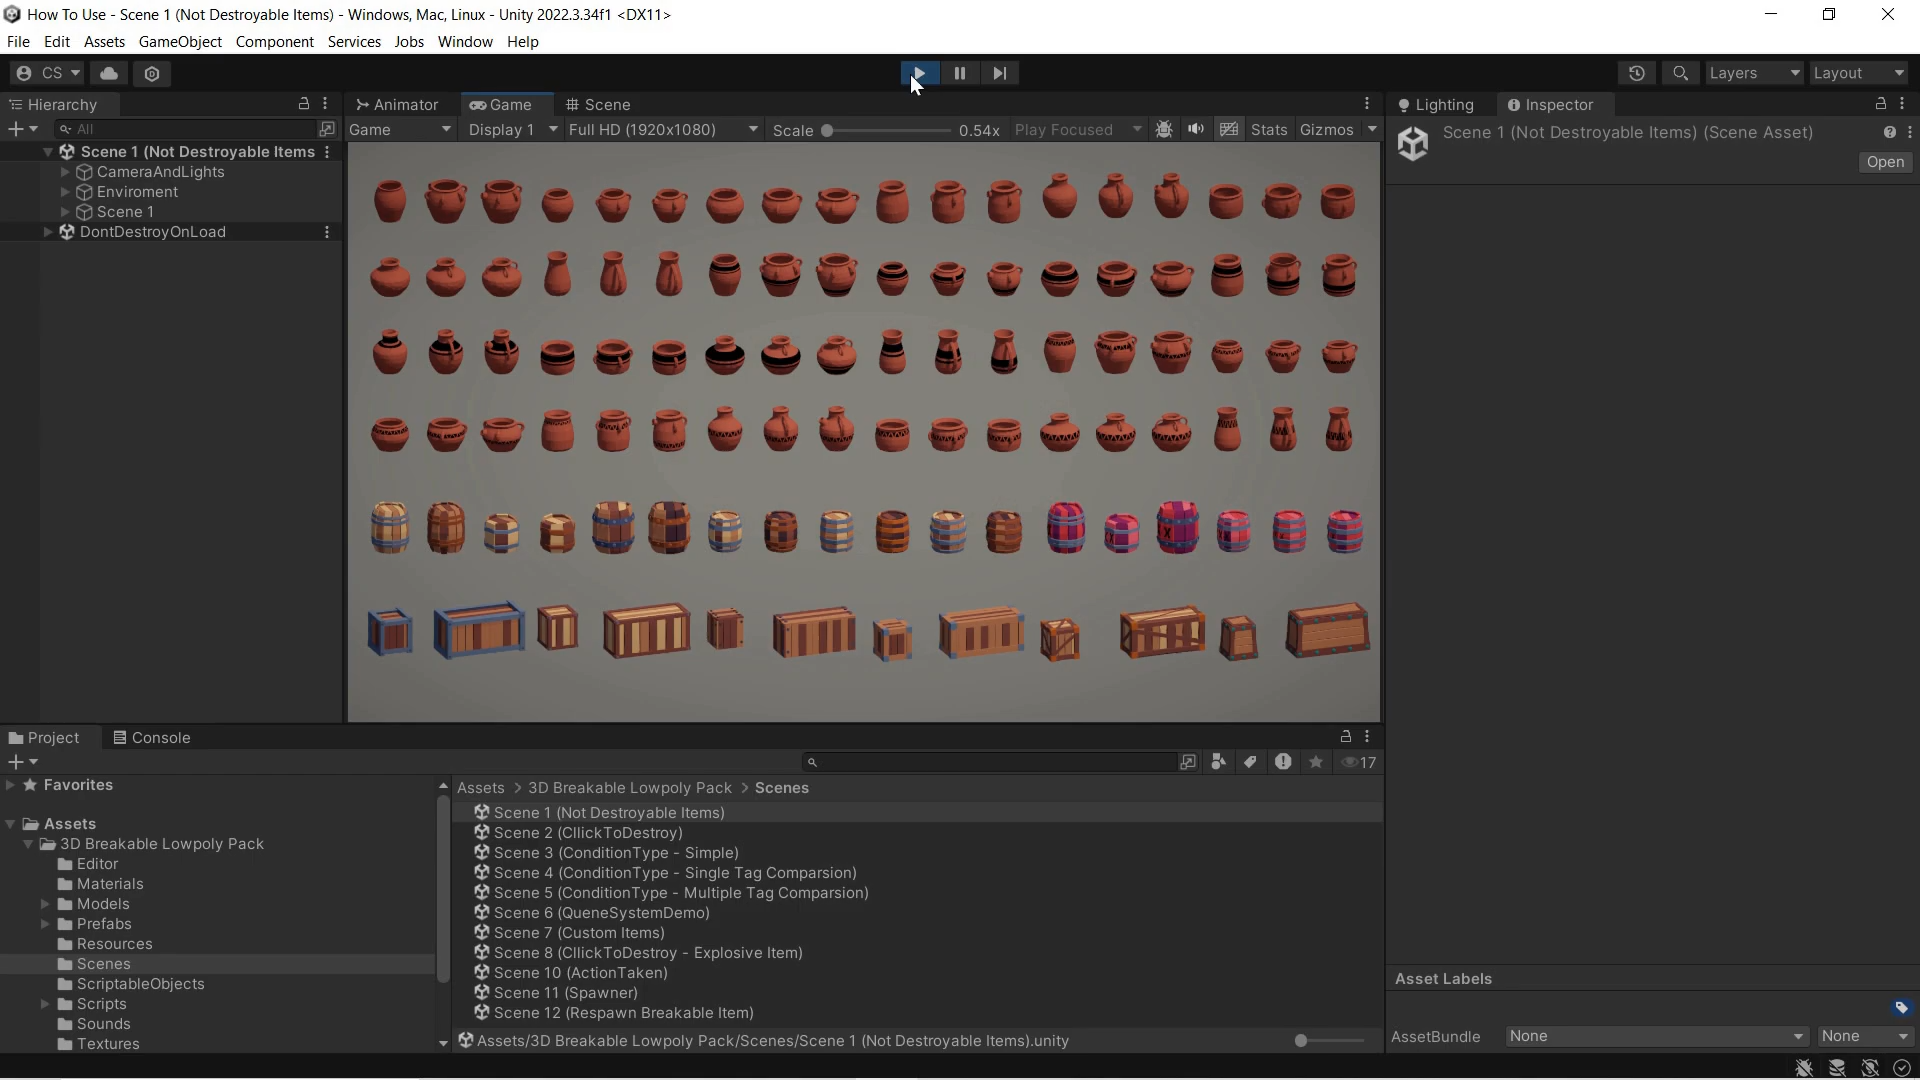 How To Use - Scene 1 (Not Destroyable Items) - Windows, Mac, Linux - Unity 2022.3.34f1 <DX11>
File Edit Assets GameObject Component Services Jobs Window Help
CS Layers Layout
Hierarchy Animator Game Scene Lighting Inspector
All Game Display 1 Full HD (1920x1080) Scale 0.54x Play Focused Stats Gizmos
Scene 1 (Not Destroyable Items) (Scene Asset)
Open
Scene 1 (Not Destroyable Items
CameraAndLights
Enviroment
Scene 1
DontDestroyOnLoad
Project Console
17
Favorites
Assets
3D Breakable Lowpoly Pack
Editor
Materials
Models
Prefabs
Resources
Scenes
ScriptableObjects
Scripts
Sounds
Textures
Assets > 3D Breakable Lowpoly Pack > Scenes
Scene 1 (Not Destroyable Items)
Scene 2 (CllickToDestroy)
Scene 3 (ConditionType - Simple)
Scene 4 (ConditionType - Single Tag Comparsion)
Scene 5 (ConditionType - Multiple Tag Comparsion)
Scene 6 (QueneSystemDemo)
Scene 7 (Custom Items)
Scene 8 (CllickToDestroy - Explosive Item)
Scene 10 (ActionTaken)
Scene 11 (Spawner)
Scene 12 (Respawn Breakable Item)
Assets/3D Breakable Lowpoly Pack/Scenes/Scene 1 (Not Destroyable Items).unity
Asset Labels
AssetBundle None None